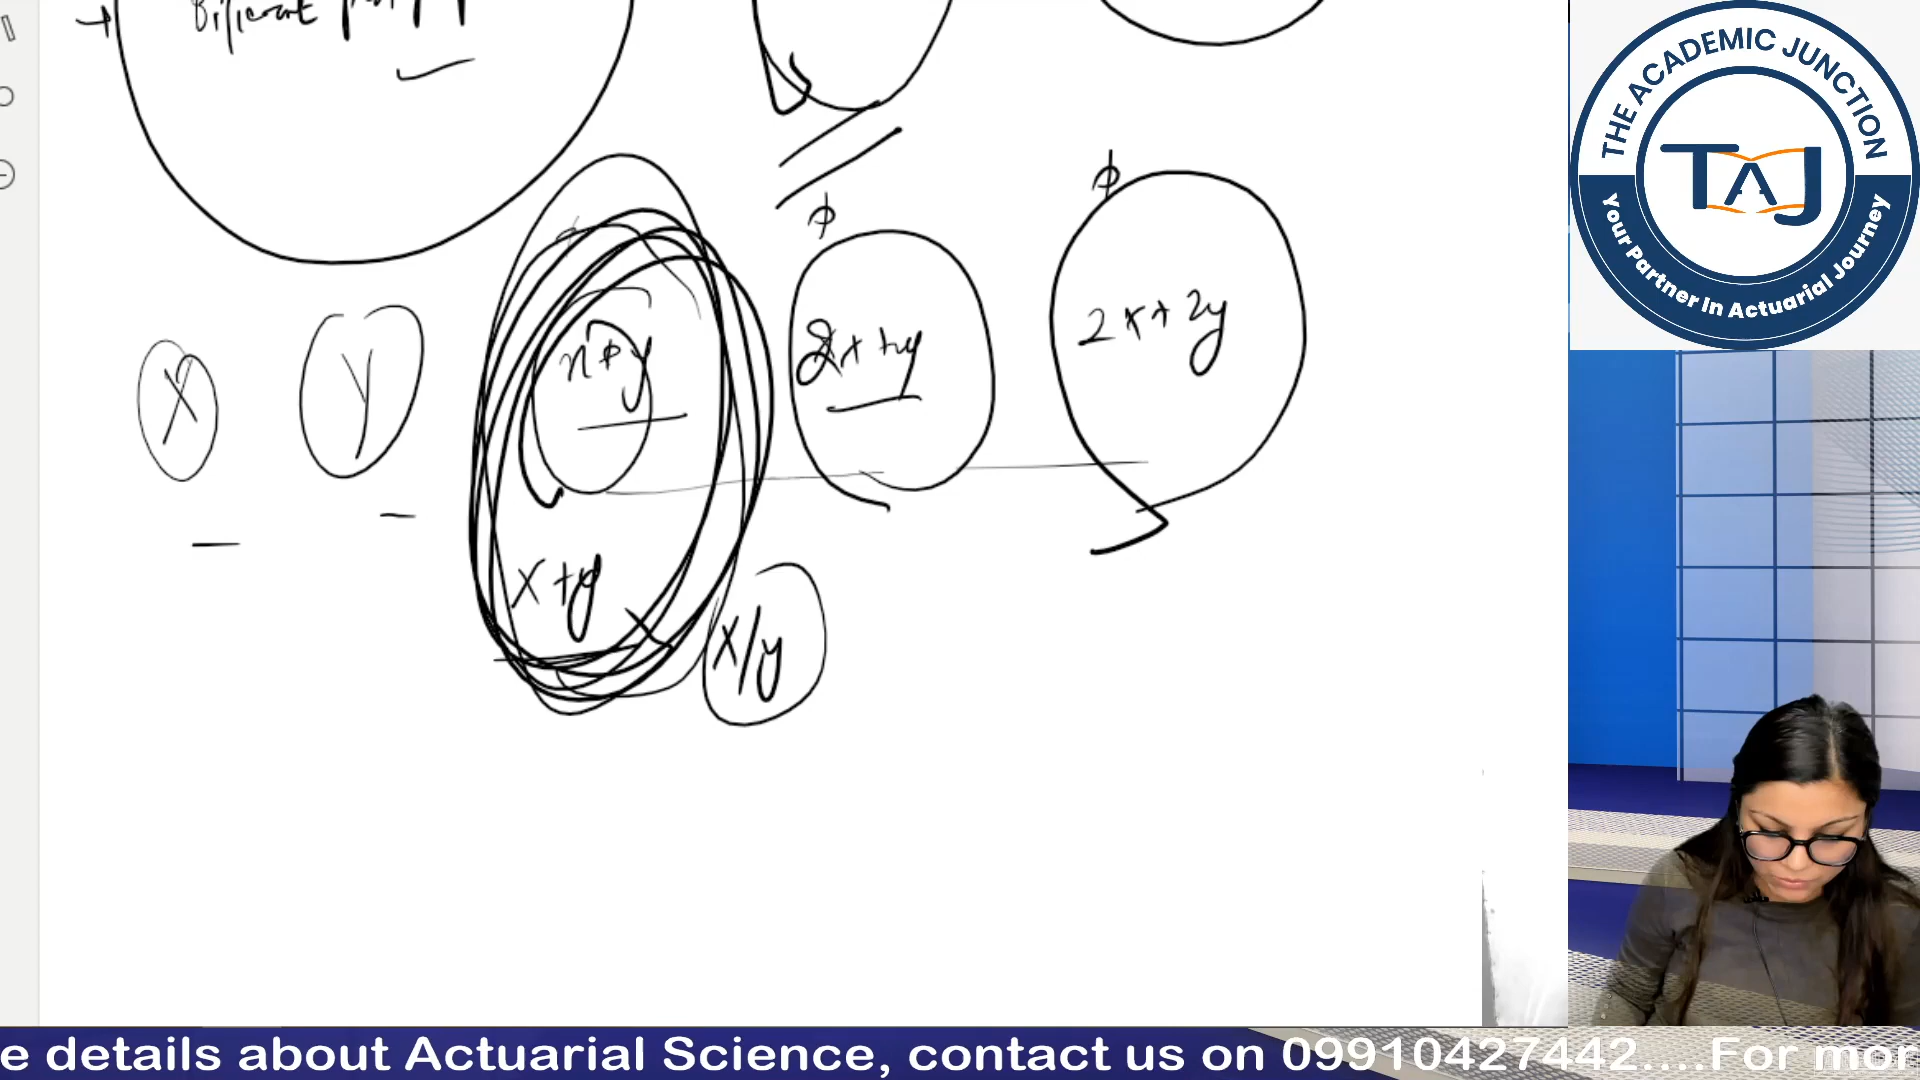 THE ACADEMIC JUNCTION
TAJ
Your Partner In Actuarial Journey
ϕ
ϕ
X
y
x+y
2x+y
2x+2y
x+y
x/y
e details about Actuarial Science, contact us on 09910427442....For mor